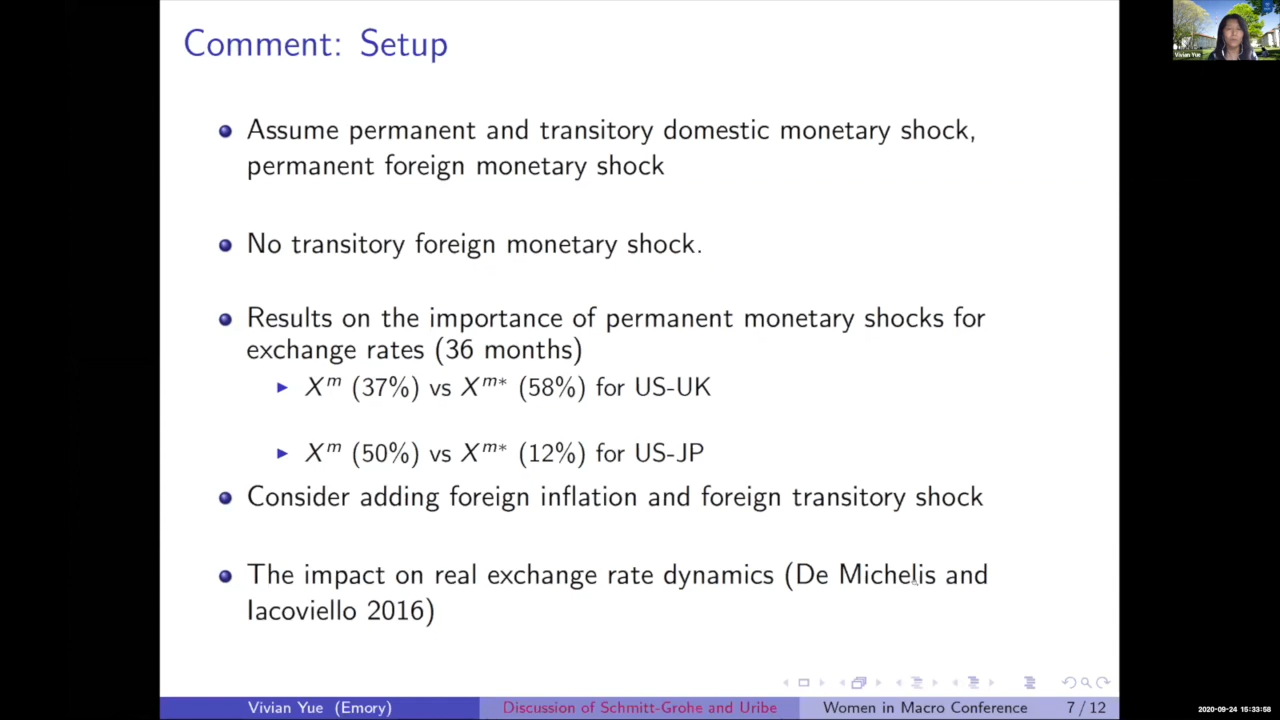 Comment: Setup
Vivian Yue
Assume permanent and transitory domestic monetary shock,
permanent foreign monetary shock
No transitory foreign monetary shock.
Results on the importance of permanent monetary shocks for
exchange rates (36 months)
X^m (37%) vs X^m* (58%) for US-UK
X^m (50%) vs X^m* (12%) for US-JP
Consider adding foreign inflation and foreign transitory shock
The impact on real exchange rate dynamics (De Michelis and
Iacoviello 2016)
Vivian Yue (Emory) Discussion of Schmitt-Grohe and Uribe Women in Macro Conference 7 / 12
2020-09-24 15:33:58